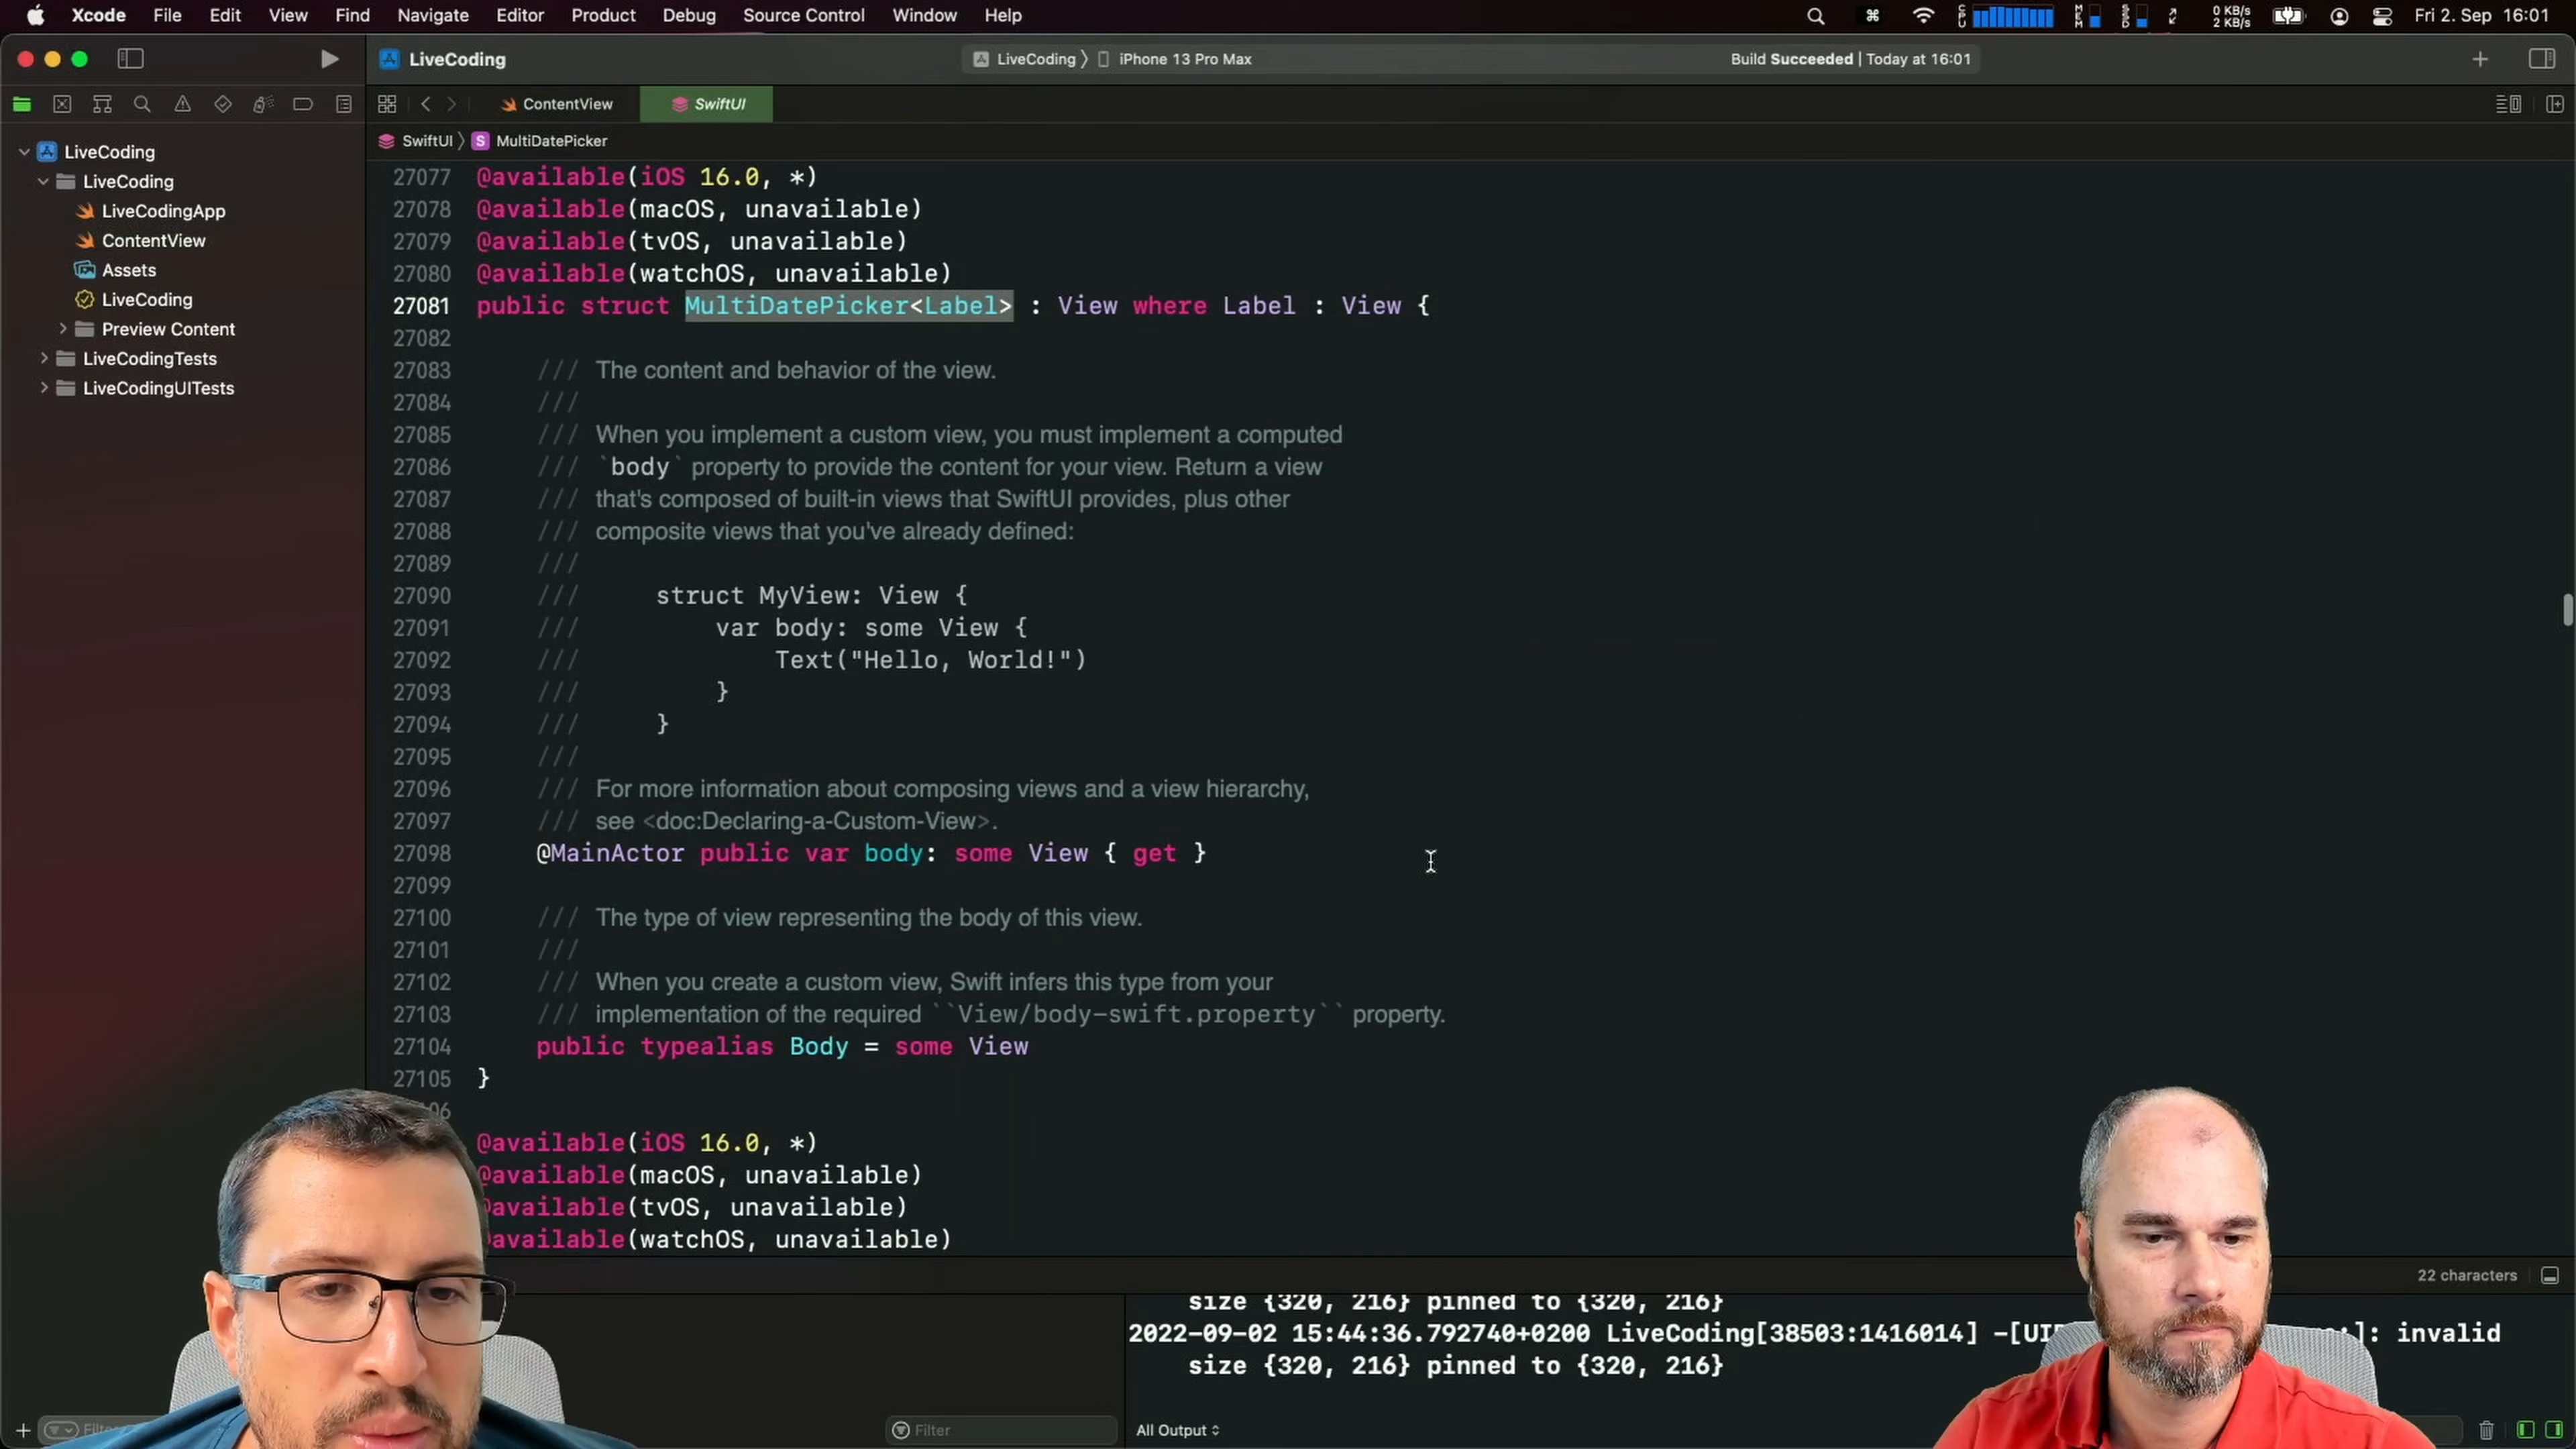 Xcode File Edit View Find Navigate Editor Product Debug Source Control Window Help
CPU MEM SSD 0 KB/s 2 KB/s Fri 2. Sep 16:01
LiveCoding
LiveCoding 〉 iPhone 13 Pro Max
Build Succeeded | Today at 16:01
ContentView
SwiftUI
SwiftUI 〉 S MultiDatePicker
LiveCoding
LiveCoding
LiveCodingApp
ContentView
Assets
LiveCoding
Preview Content
LiveCodingTests
LiveCodingUITests
27077 @available(iOS 16.0, *)
27078 @available(macOS, unavailable)
27079 @available(tvOS, unavailable)
27080 @available(watchOS, unavailable)
27081 public struct MultiDatePicker<Label> : View where Label : View {
27082
27083 /// The content and behavior of the view.
27084 ///
27085 /// When you implement a custom view, you must implement a computed
27086 /// `body` property to provide the content for your view. Return a view
27087 /// that's composed of built-in views that SwiftUI provides, plus other
27088 /// composite views that you've already defined:
27089 ///
27090 /// struct MyView: View {
27091 /// var body: some View {
27092 /// Text("Hello, World!")
27093 /// }
27094 /// }
27095 ///
27096 /// For more information about composing views and a view hierarchy,
27097 /// see <doc:Declaring-a-Custom-View>.
27098 @MainActor public var body: some View { get }
27099
27100 /// The type of view representing the body of this view.
27101 ///
27102 /// When you create a custom view, Swift infers this type from your
27103 /// implementation of the required ``View/body-swift.property`` property.
27104 public typealias Body = some View
27105 }
06
@available(iOS 16.0, *)
@available(macOS, unavailable)
@available(tvOS, unavailable)
available(watchOS, unavailable)
22 characters
size {320, 216} pinned to {320, 216}
2022-09-02 15:44:36.792740+0200 LiveCoding[38503:1416014] -[UI : invalid
size {320, 216} pinned to {320, 216}
Filter
All Output